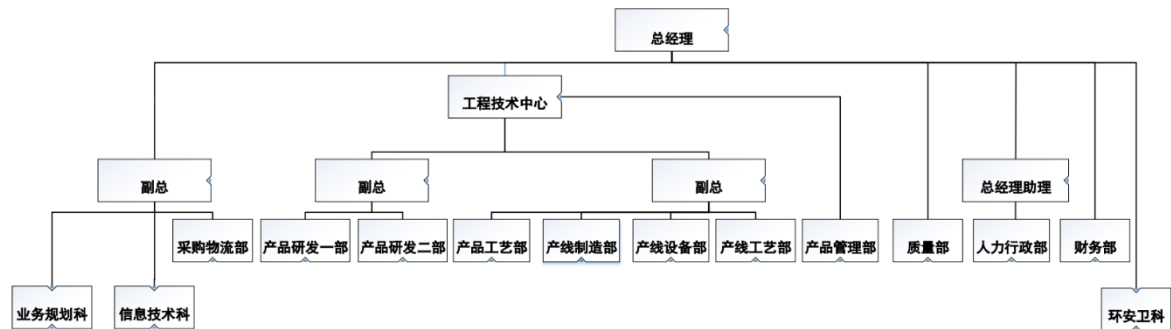 总经理
工程技术中心
副总
副总
副总
总经理助理
采购物流部
产品研发一部
产品研发二部
产品工艺部
产线制造部
产线设备部
产线工艺部
产品管理部
质量部
人力行政部
财务部
业务规划科
信息技术科
环安卫科